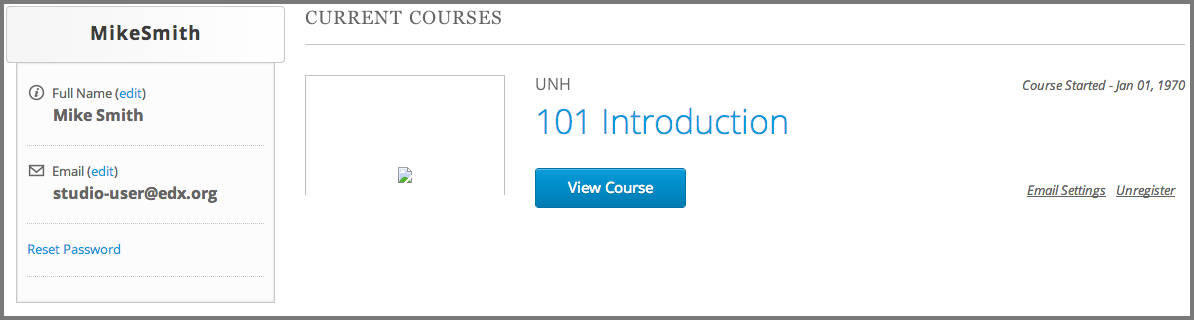 MikeSmith
Full Name (edit)
Mike Smith
Email (edit)
studio-user@edx.org
Reset Password
CURRENT COURSES
UNH
Course Started - Jan 01, 1970
101 Introduction
View Course
Email Settings Unregister